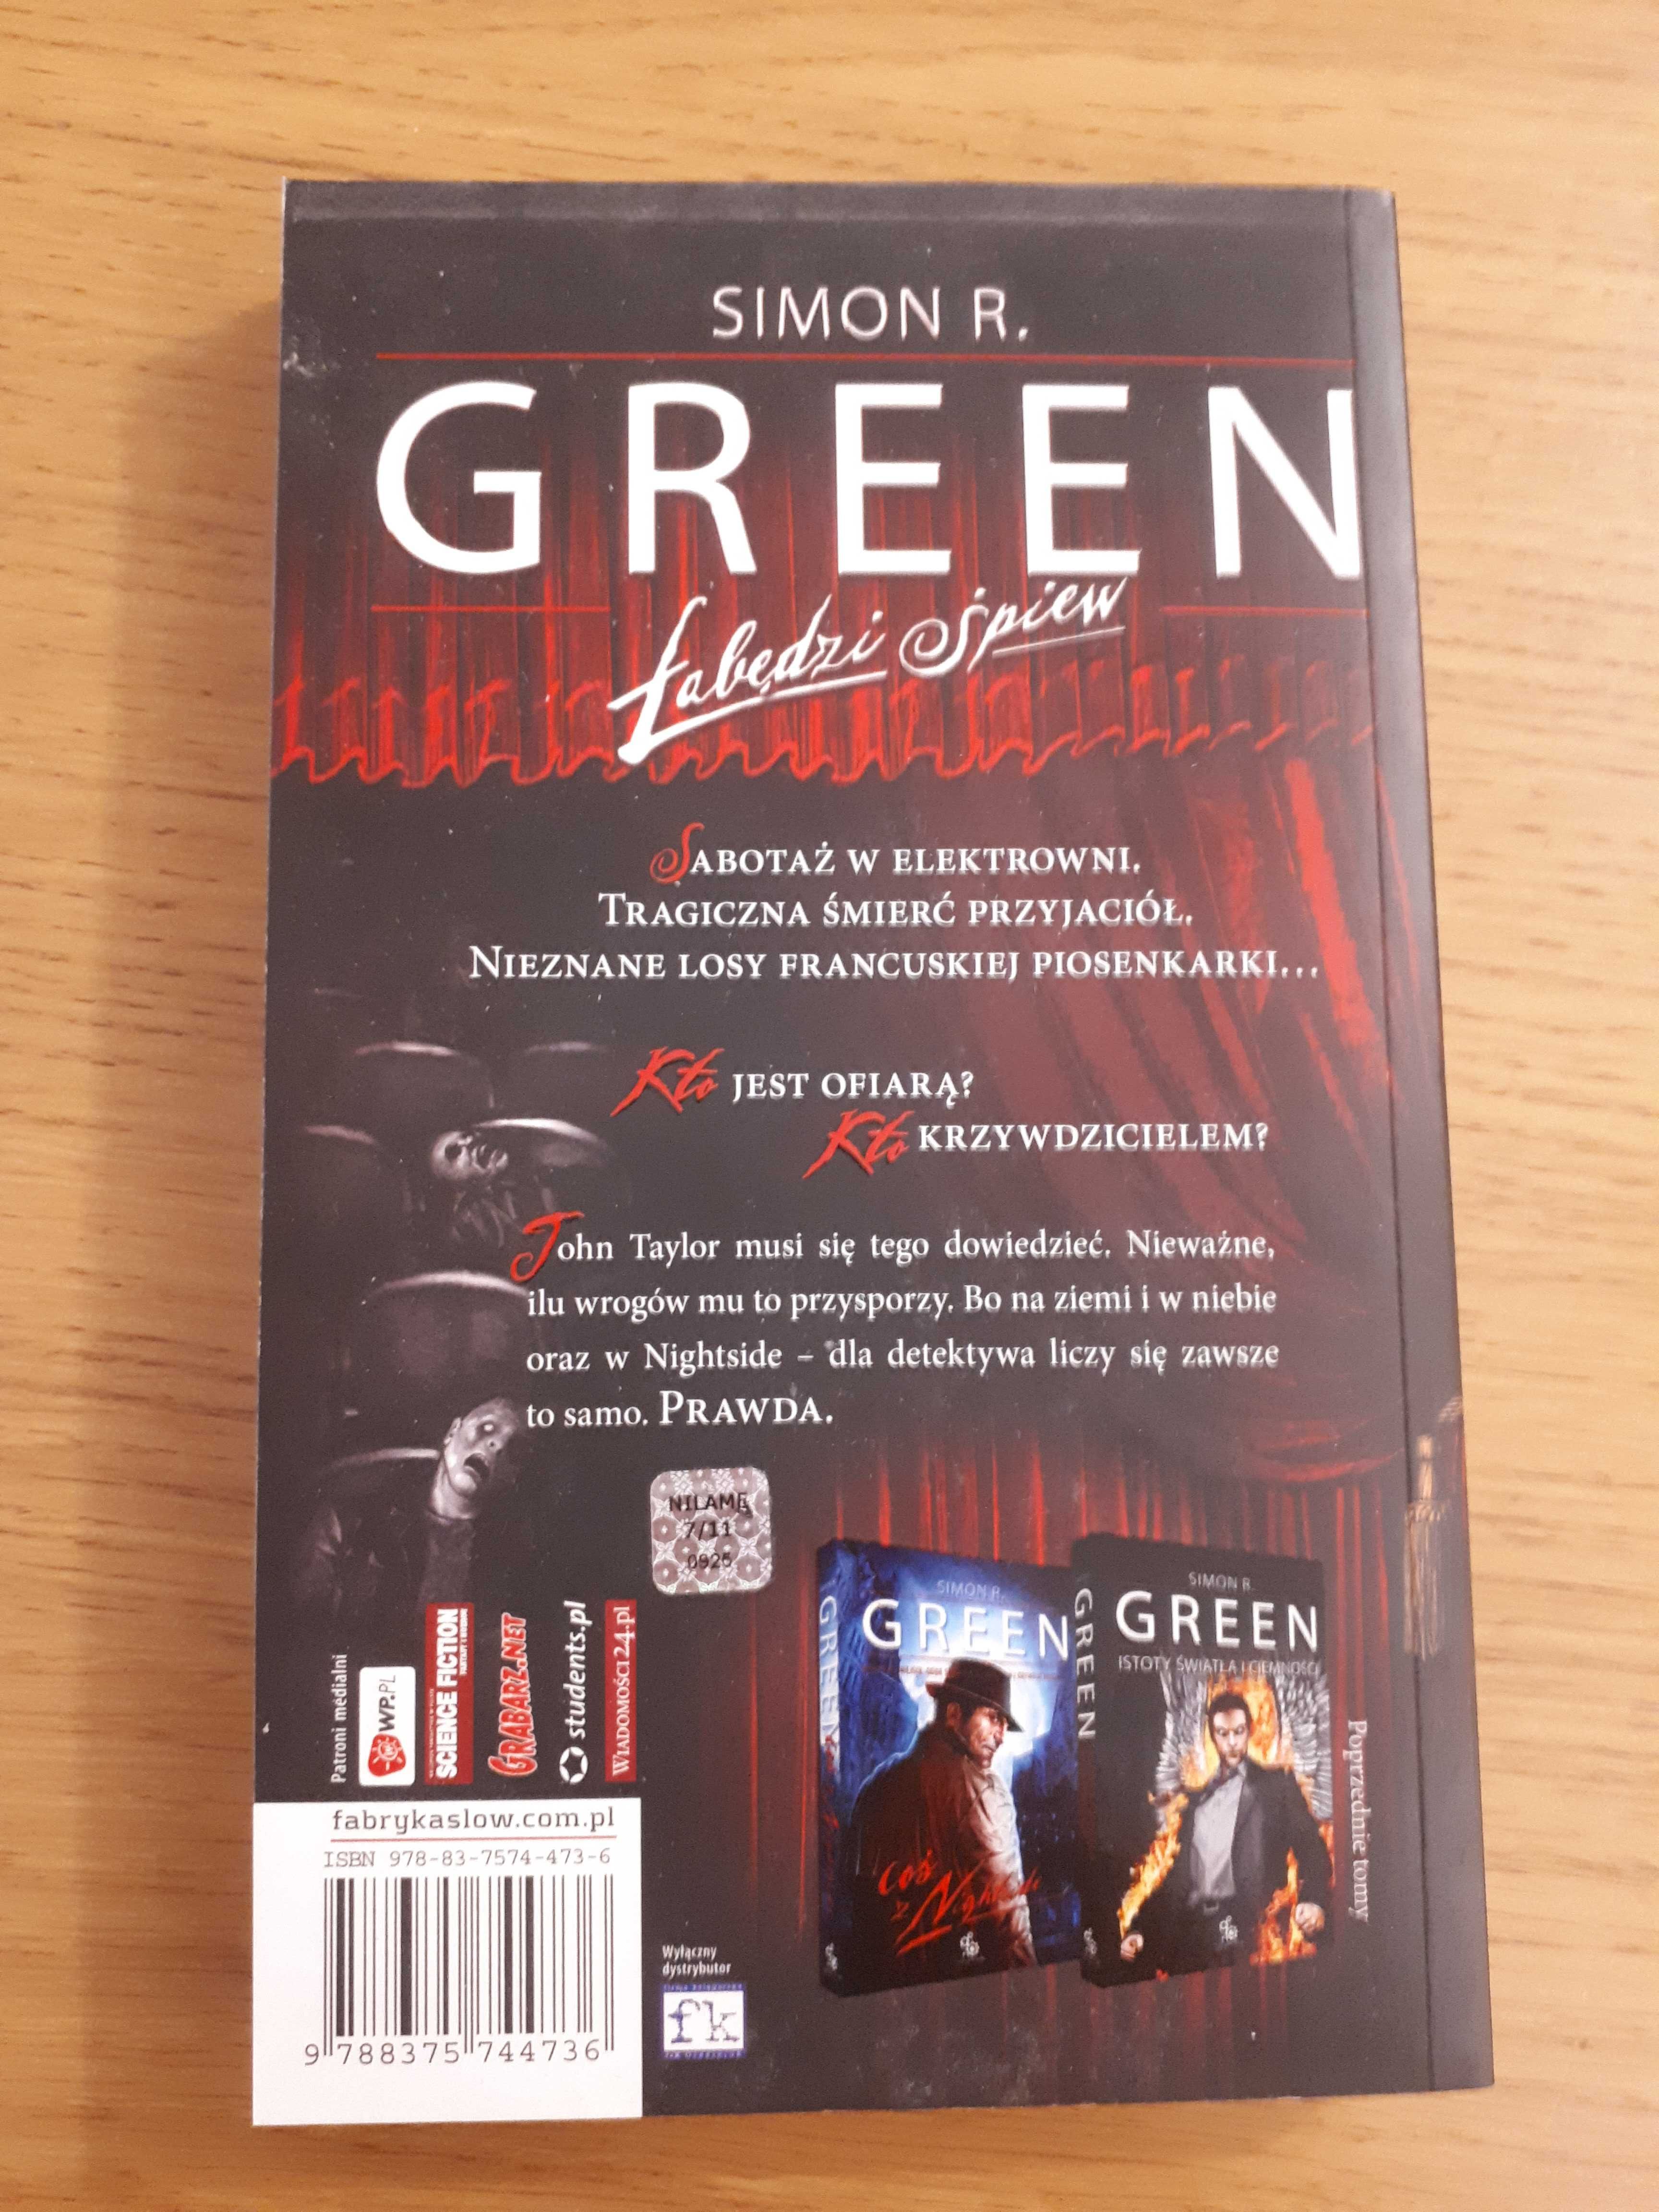 SIMON R.
GREEN
Łabędzi śpiew
SABOTAŻ W ELEKTROWNI.
TRAGICZNA ŚMIERĆ PRZYJACIÓŁ.
NIEZNANE LOSY FRANCUSKIEJ PIOSENKARKI...
Kto JEST OFIARĄ?
Kto KRZYWDZICIELEM?
John Taylor musi się tego dowiedzieć. Nieważne,
ilu wrogów mu to przysporzy. Bo na ziemi i w niebie
oraz w Nightside – dla detektywa liczy się zawsze
to samo. PRAWDA.
NILAMĘ
7/11
0925
Patroni medialni
WP.PL
SCIENCE FICTION
FANTASY I HORROR
GRABARZ.NET
students.pl
WIADOMOŚCI24.pl
SIMON R.
GREEN
GREEN
Coś
z Nightside
SIMON R.
GREEN
GREEN
ISTOTY ŚWIATŁA I CIEMNOŚCI
Poprzednie tomy
fabrykaslow.com.pl
ISBN 978-83-7574-473-6
9 788375 744736
Wyłączny
dystrybutor
fk